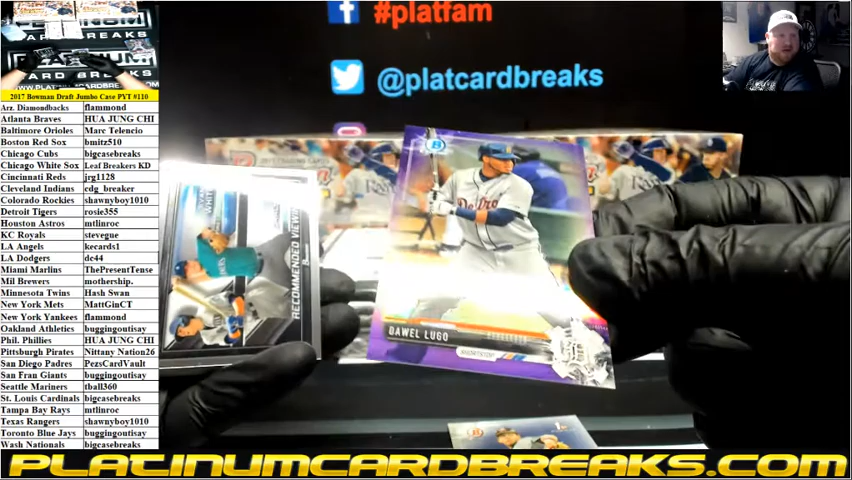 #platfam
@platcardbreaks
2017 Bowman Draft Jumbo Case PYT #110
Arz. Diamondbacks flammond
Atlanta Braves HUA JUNG CHI
Baltimore Orioles Marc Telencio
Boston Red Sox bmitz510
Chicago Cubs bigcasebreaks
Chicago White Sox Leaf Breakers KD
Cincinnati Reds jrg1128
Cleveland Indians cdg_breaker
Colorado Rockies shawnyboy1010
Detroit Tigers rosie355
Houston Astros mtlinroc
KC Royals stevegue
LA Angels kecards1
LA Dodgers dc44
Miami Marlins ThePresentTense
Mil Brewers mothership.
Minnesota Twins Hash Swan
New York Mets MattGinCT
New York Yankees flammond
Oakland Athletics buggingoutisay
Phil. Phillies HUA JUNG CHI
Pittsburgh Pirates Nittany Nation26
San Diego Padres PezsCardVault
San Fran Giants buggingoutisay
Seattle Mariners tball360
St. Louis Cardinals bigcasebreaks
Tampa Bay Rays mtlinroc
Texas Rangers shawnyboy1010
Toronto Blue Jays buggingoutisay
Wash Nationals bigcasebreaks
RECOMMENDED VIEWING
B
Detroit
DAWEL LUGO
SHORTSTOP
PLATINUMCARDBREAKS.COM